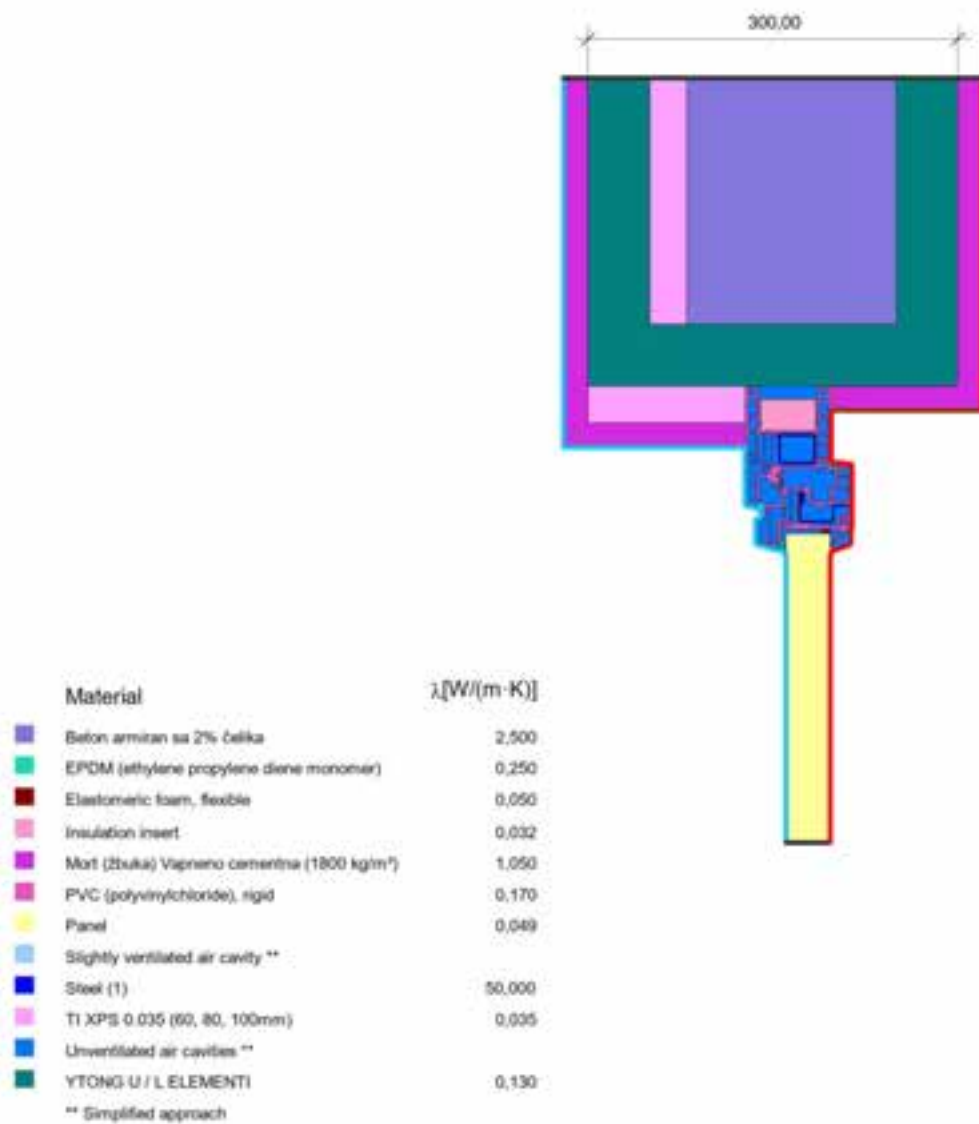 300,00
Material λ[W/(m·K)]
Beton armiran sa 2% čelika 2,500
EPDM (ethylene propylene diene monomer) 0,250
Elastomeric foam, flexible 0,050
Insulation insert 0,032
Mort (žbuka) Vapneno cementna (1800 kg/m³) 1,050
PVC (polyvinylchloride), rigid 0,170
Panel 0,049
Slightly ventilated air cavity **
Steel (1) 50,000
TI XPS 0.035 (60, 80, 100mm) 0,035
Unventilated air cavities **
YTONG U / L ELEMENTI 0,130
** Simplified approach